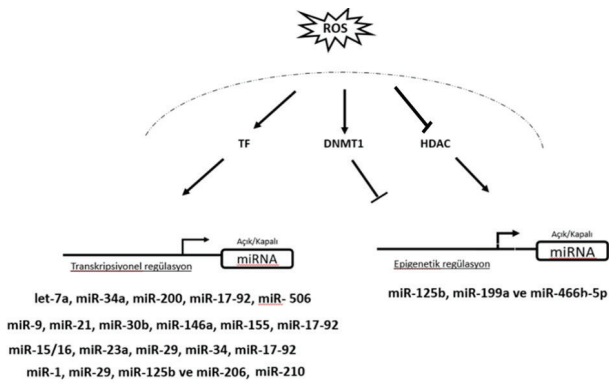 ROS
TF DNMT1 HDAC
Açık/Kapalı
miRNA
Transkripsiyonel regülasyon
Açık/Kapalı
miRNA
Epigenetik regülasyon
let-7a, miR-34a, miR-200, miR-17-92, miR- 506
miR-9, miR-21, miR-30b, miR-146a, miR-155, miR-17-92
miR-15/16, miR-23a, miR-29, miR-34, miR-17-92
miR-1, miR-29, miR-125b ve miR-206, miR-210
miR-125b, miR-199a ve miR-466h-5p